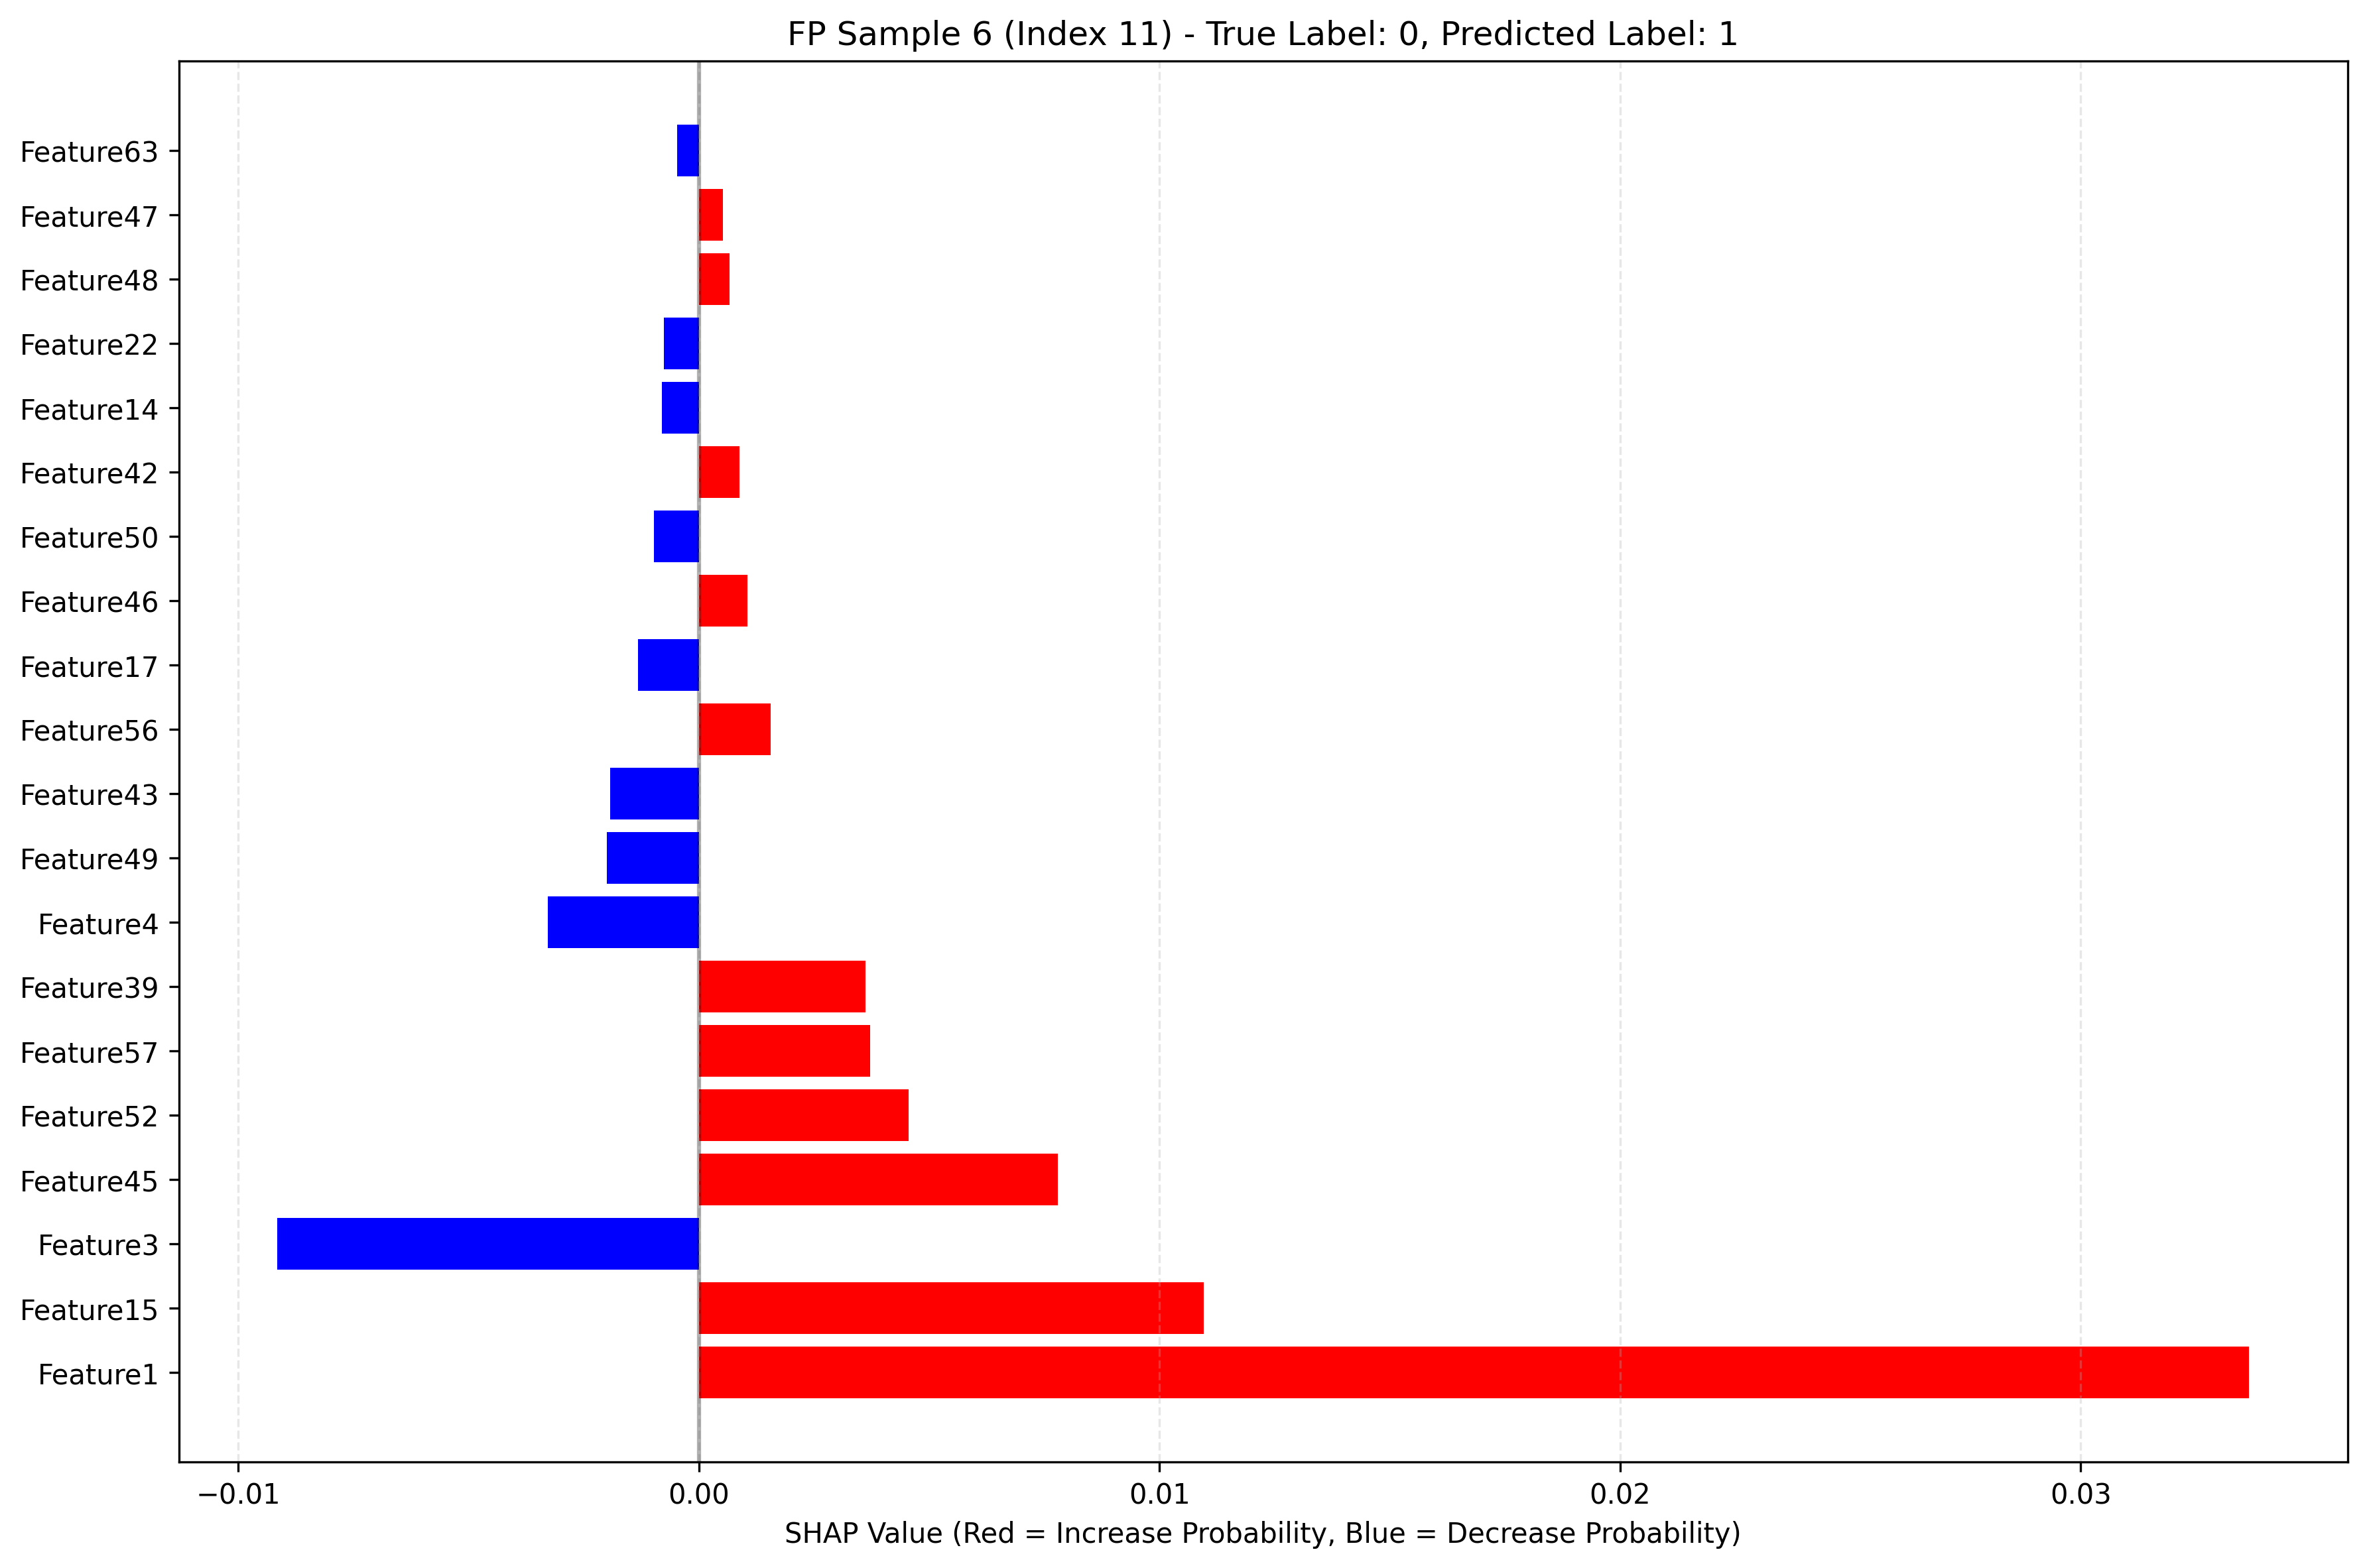 FP Sample 6 (Index 11) - True Label: 0, Predicted Label: 1
Feature63
Feature47
Feature48
Feature22
Feature14
Feature42
Feature50
Feature46
Feature17
Feature56
Feature43
Feature49
Feature4
Feature39
Feature57
Feature52
Feature45
Feature3
Feature15
Feature1
−0.01 0.00 0.01 0.02 0.03
SHAP Value (Red = Increase Probability, Blue = Decrease Probability)